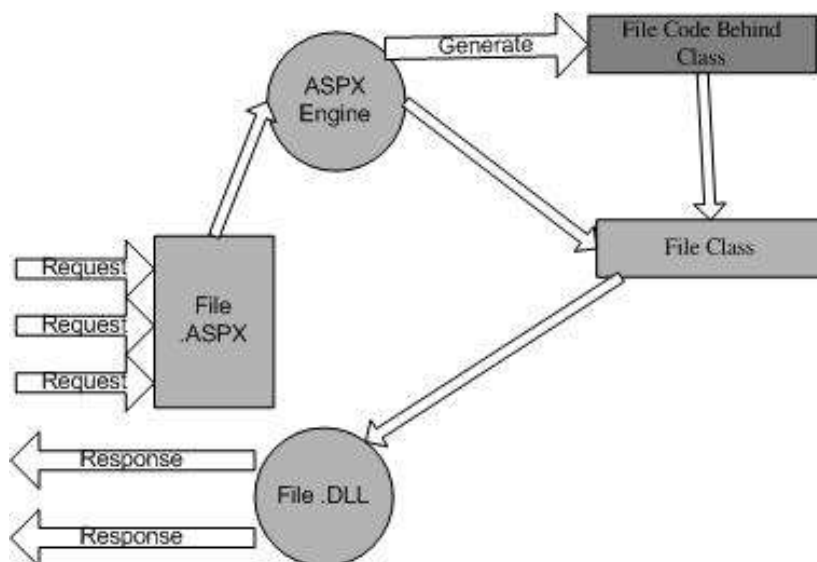 Generate
File Code Behind
Class
ASPX
Engine
File Class
Request
Request
Request
File
.ASPX
Response
Response
File .DLL